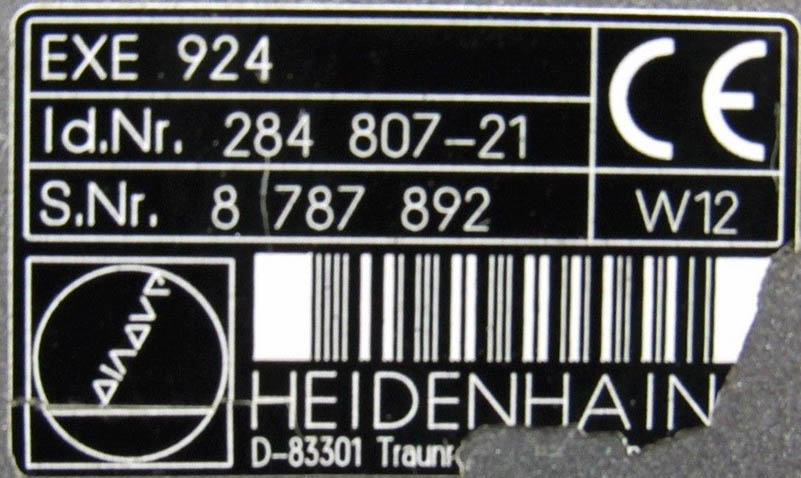 EXE 924
CE
Id.Nr. 284 807-21
S.Nr. 8 787 892
W12
HEIDENHAIN
D-83301